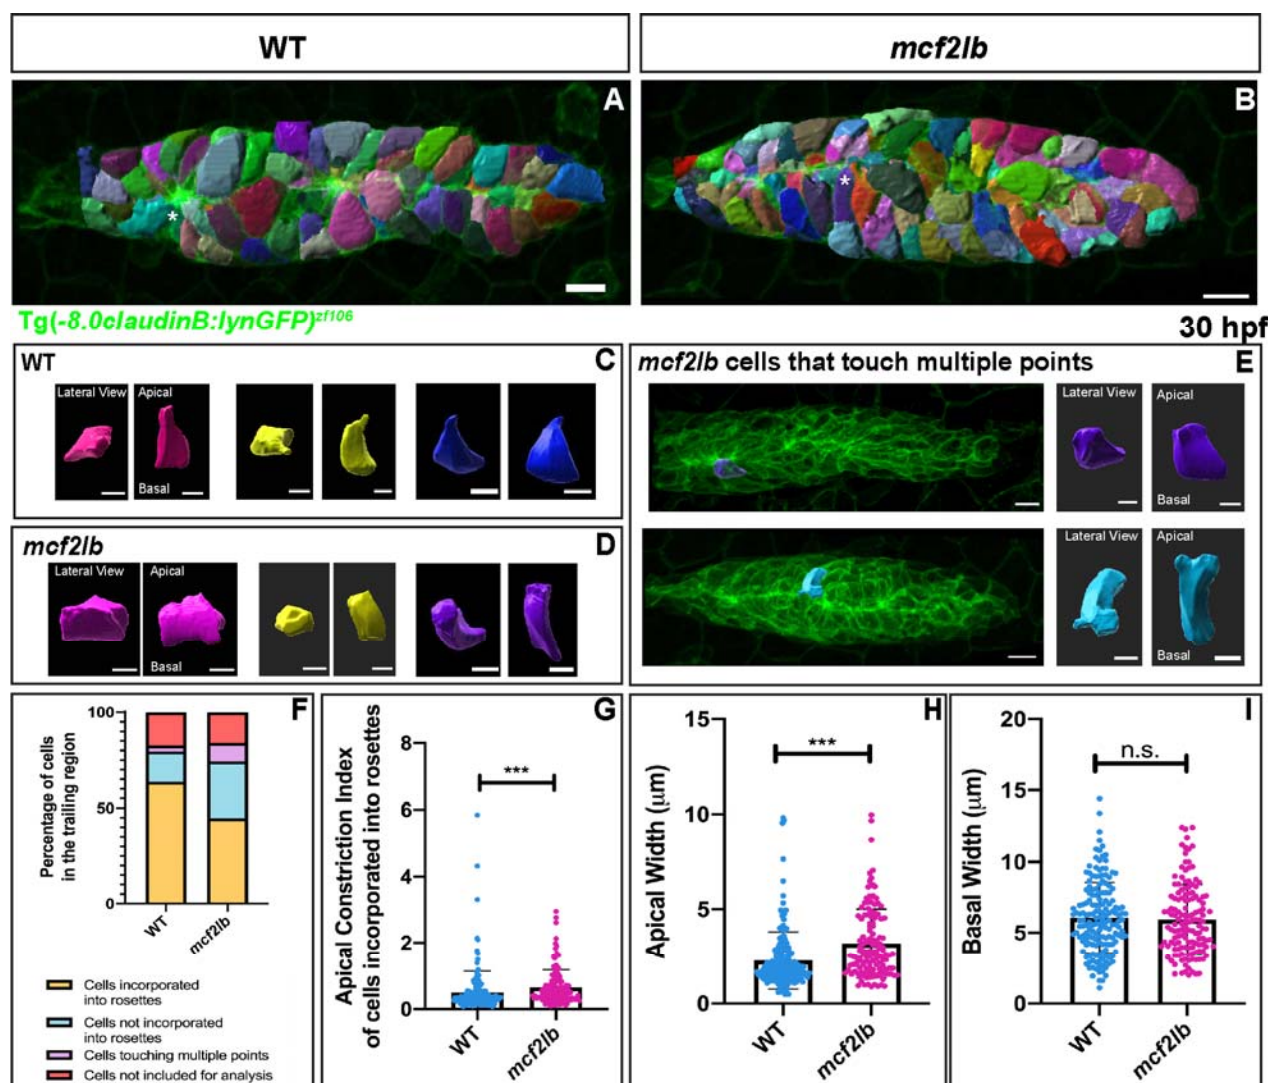 WT
mcf2lb
A
*
B
*
Tg(-8.0claudinB:lynGFP)zf106
30 hpf
WT
C
Lateral View
Apical
Basal
mcf2lb
D
Lateral View
Apical
Basal
mcf2lb cells that touch multiple points
E
Lateral View
Apical
Basal
Lateral View
Apical
Basal
F
Percentage of cells
in the trailing region
100
50
0
WT
mcf2lb
Cells incorporated
into rosettes
Cells not incorporated
into rosettes
Cells touching multiple points
Cells not included for analysis
G
Apical Constriction Index
of cells incorporated into rosettes
8
6
4
2
0
***
WT
mcf2lb
H
Apical Width (μm)
15
10
5
0
***
WT
mcf2lb
I
Basal Width (μm)
20
15
10
5
0
n.s.
WT
mcf2lb